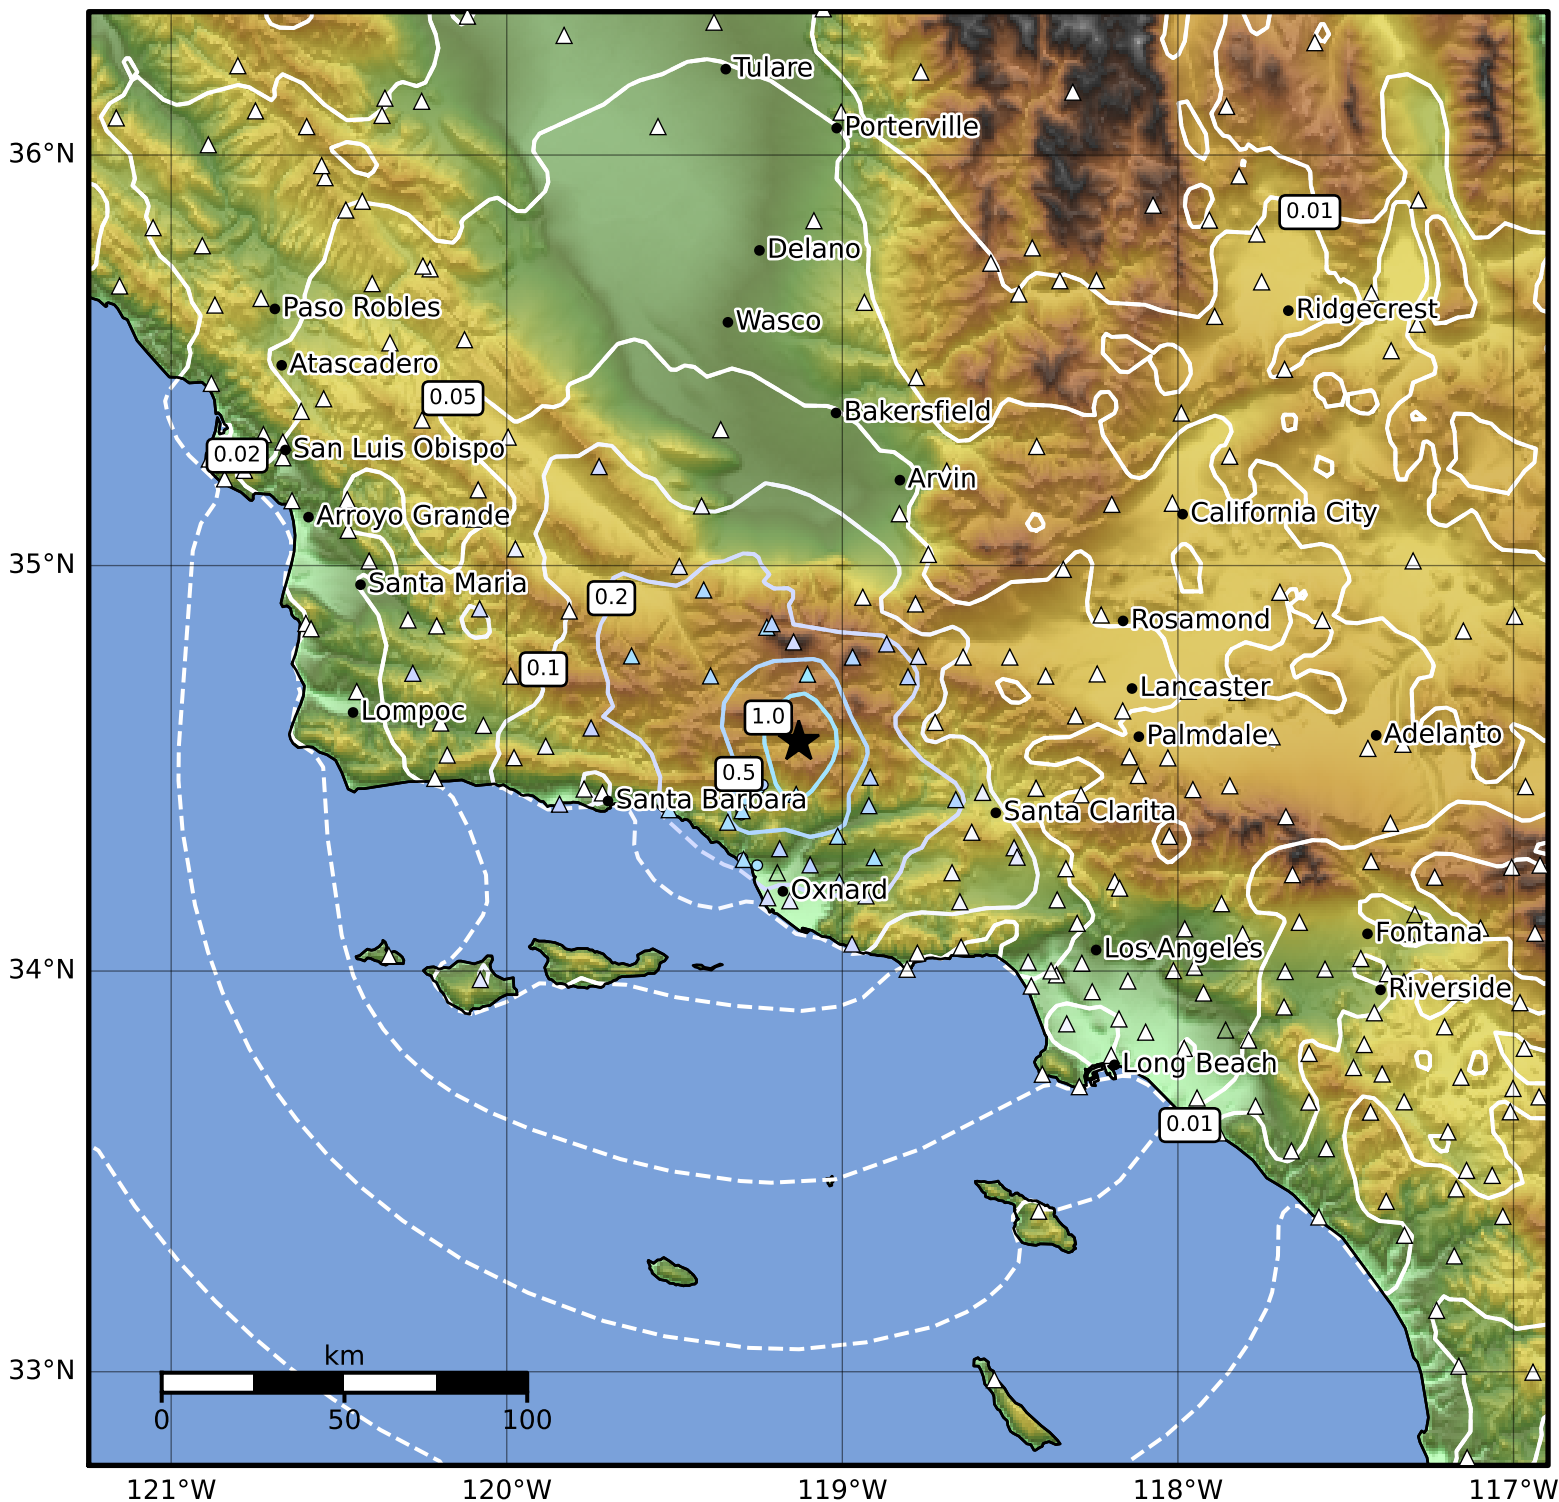 Tulare
Porterville
36°N
0.01
Delano
Paso Robles
Wasco
Ridgecrest
Atascadero
0.05
Bakersfield
0.02
San Luis Obispo
Arvin
Arroyo Grande
California City
35°N
Santa Maria
0.2
Rosamond
0.1
Lancaster
Lompoc
1.0
Palmdale
Adelanto
0.5
Santa Barbara
Santa Clarita
Oxnard
Los Angeles
Fontana
34°N
Riverside
Long Beach
0.01
33°N
km
0 50 100
121°W 120°W 119°W 118°W 117°W